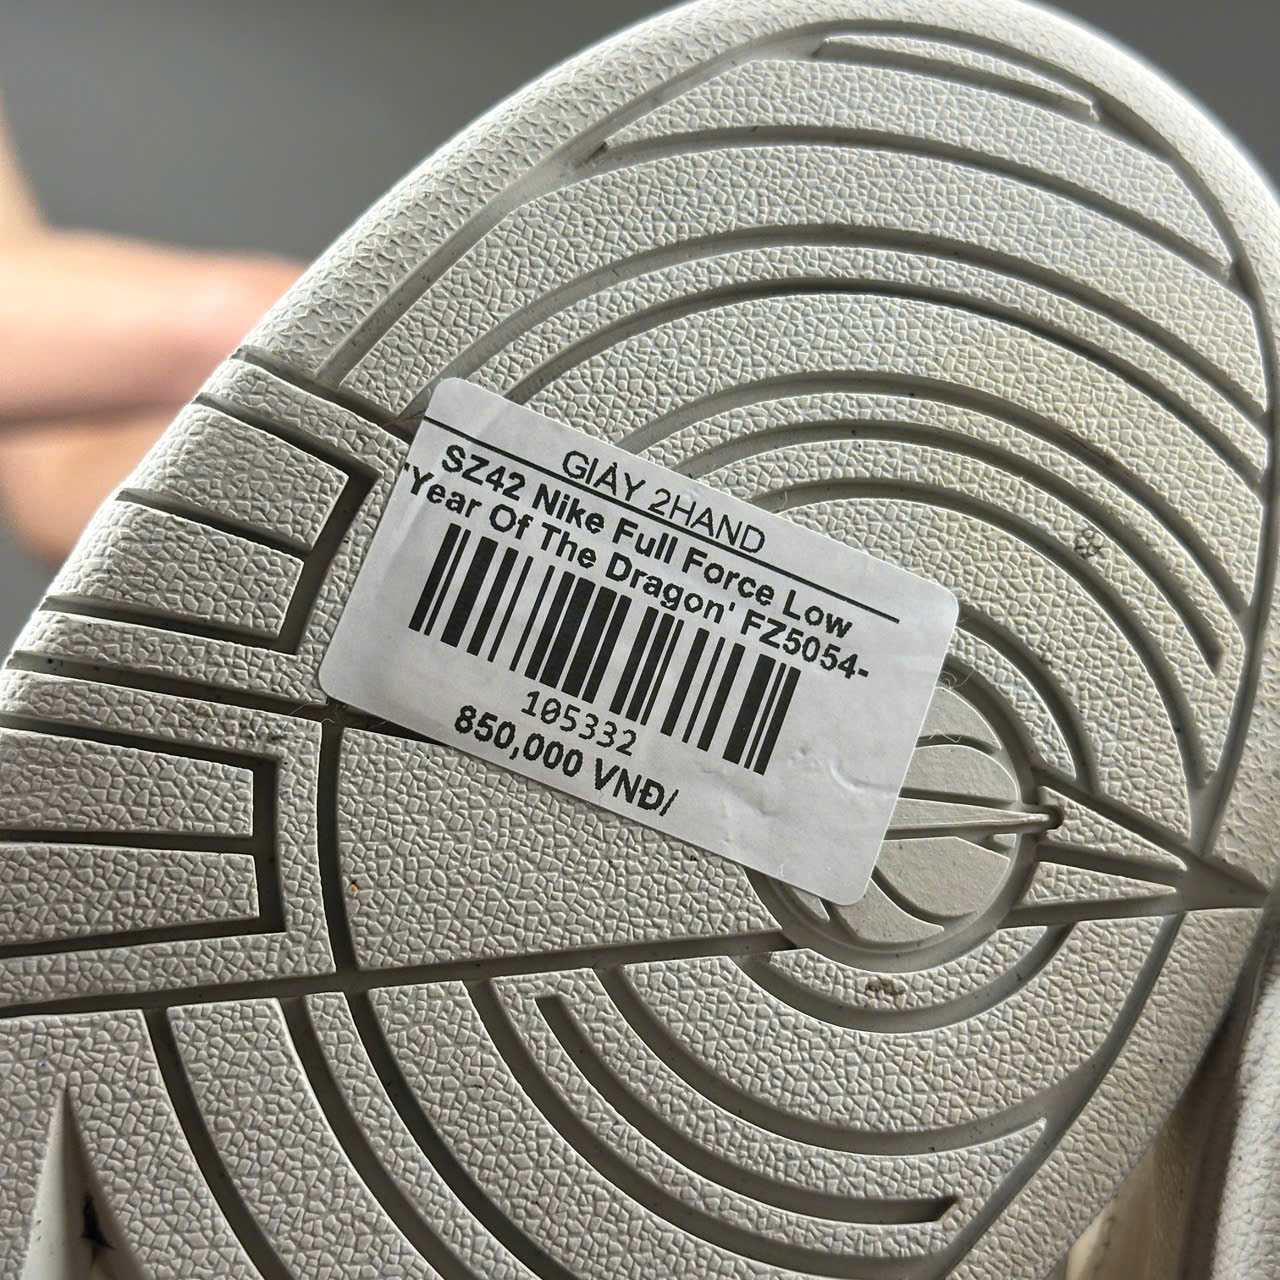 GIÀY 2HAND
SZ42 Nike Full Force Low
'Year Of The Dragon' FZ5054-
105332
850,000 VNĐ/